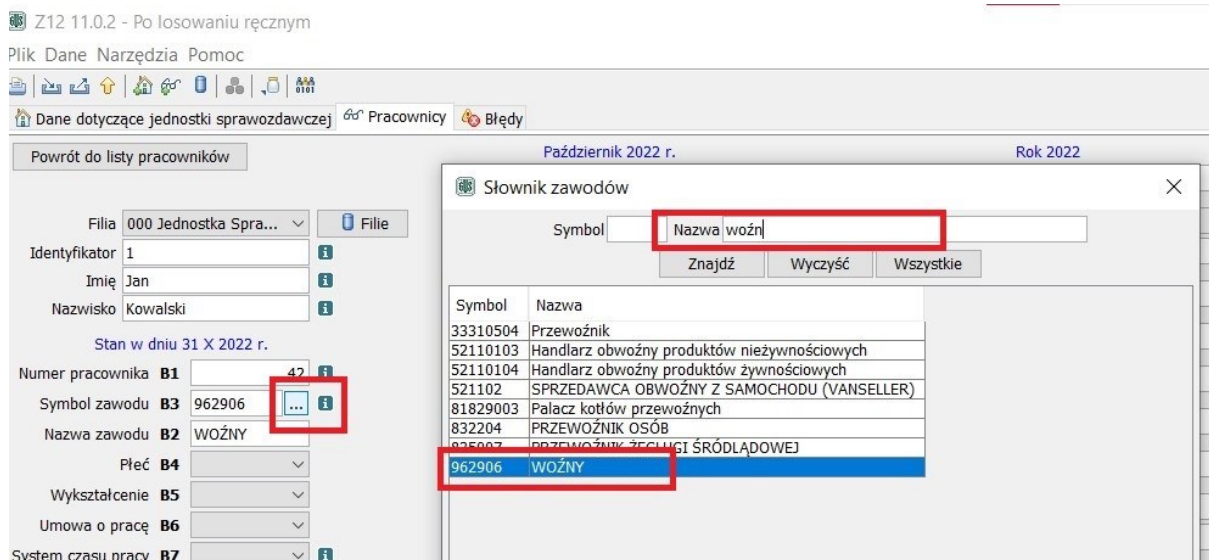 Z12 11.0.2 - Po losowaniu ręcznym
Plik Dane Narzędzia Pomoc
Dane dotyczące jednostki sprawozdawczej Pracownicy Błędy
Powrót do listy pracowników
Październik 2022 r.
Rok 2022
Filia 000 Jednostka Spra... Filie
Identyfikator 1
Imię Jan
Nazwisko Kowalski
Stan w dniu 31 X 2022 r.
Numer pracownika B1 42
Symbol zawodu B3 962906 ...
Nazwa zawodu B2 WOŹNY
Płeć B4
Wykształcenie B5
Umowa o pracę B6
System czasu pracy B7
Słownik zawodów
Symbol Nazwa woźn
Znajdź Wyczyść Wszystkie
Symbol Nazwa
33310504 Przewoźnik
52110103 Handlarz obwoźny produktów nieżywnościowych
52110104 Handlarz obwoźny produktów żywnościowych
521102 SPRZEDAWCA OBWOŹNY Z SAMOCHODU (VANSELLER)
81829003 Palacz kotłów przewoźnych
832204 PRZEWOŹNIK OSÓB
PRZEWOŹNIK ŻEGLUGI ŚRÓDLĄDOWEJ
962906 WOŹNY